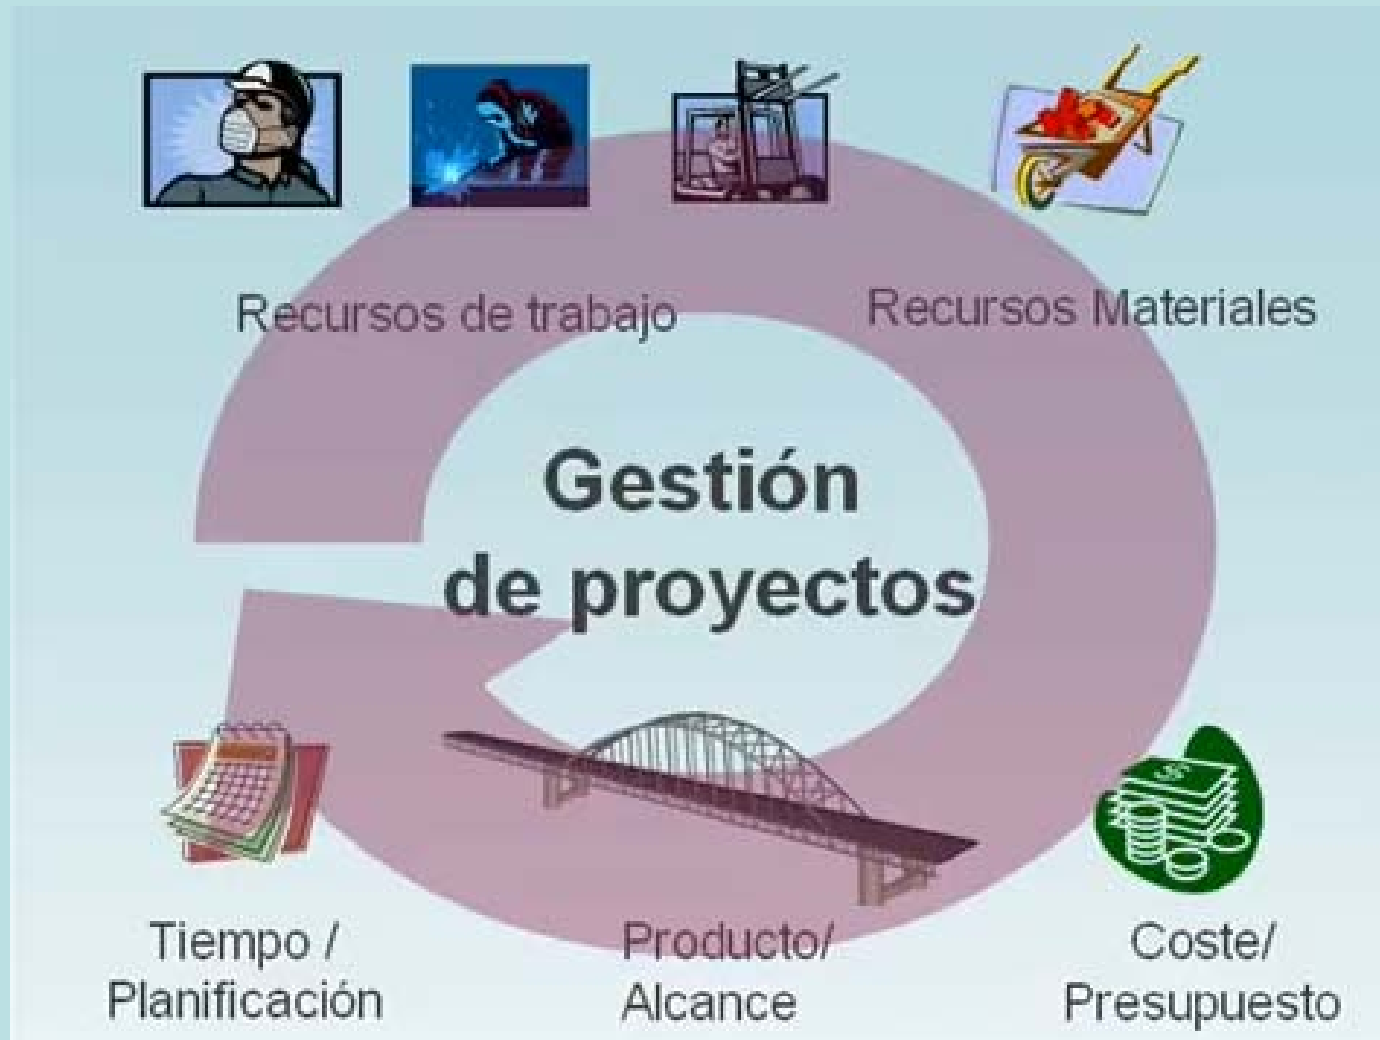 Recursos de trabajo
Recursos Materiales
Gestión
de proyectos
Tiempo /
Planificación
Producto/
Alcance
Coste/
Presupuesto